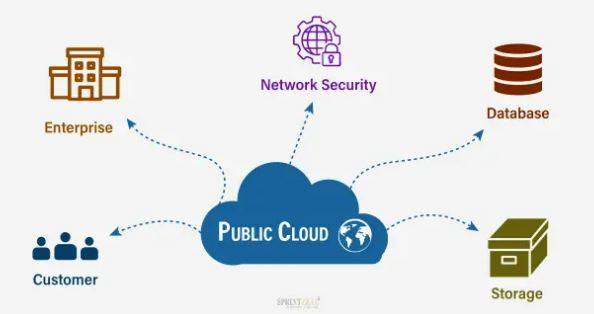 Network Security
Enterprise
Database
PUBLIC CLOUD
Customer
Storage